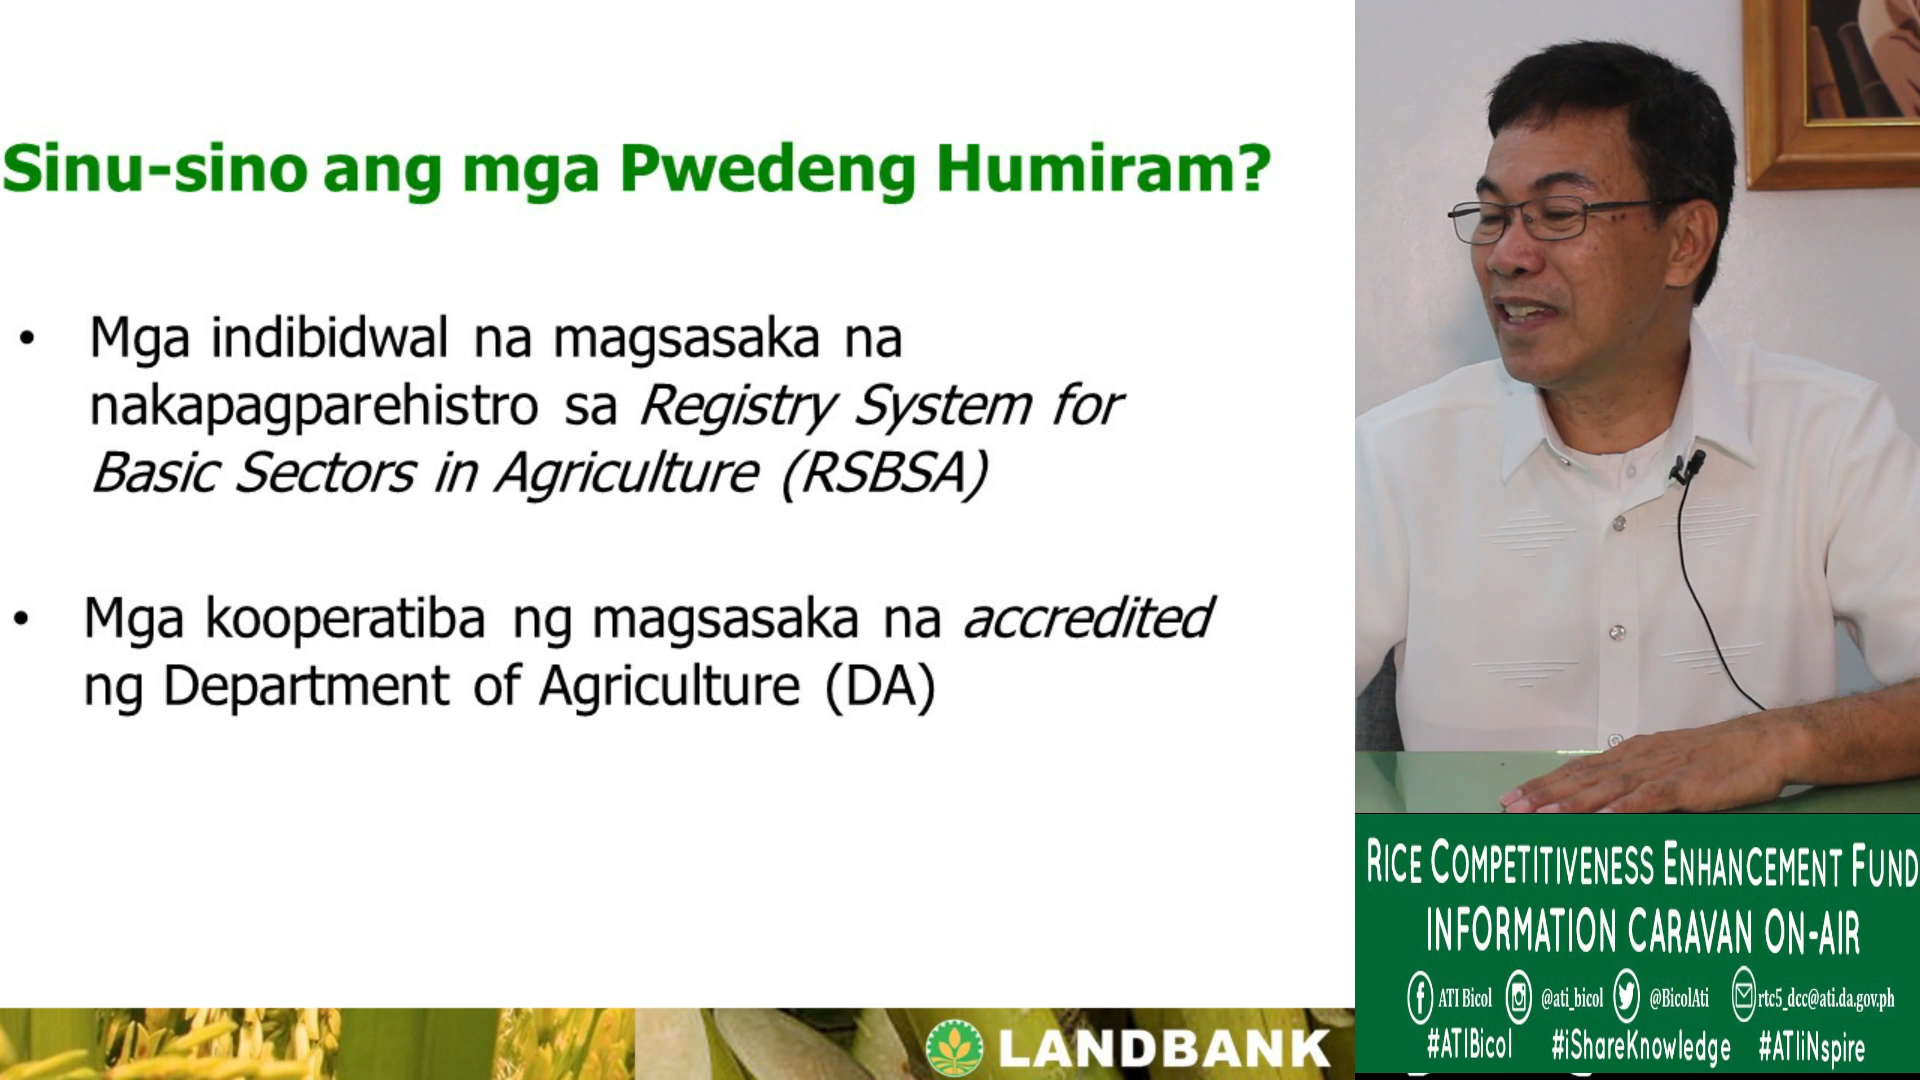 Sinu-sino ang mga Pwedeng Humiram?
• Mga indibidwal na magsasaka na
nakapagparehistro sa Registry System for
Basic Sectors in Agriculture (RSBSA)
• Mga kooperatiba ng magsasaka na accredited
ng Department of Agriculture (DA)
LANDBANK
RICE COMPETITIVENESS ENHANCEMENT FUND
INFORMATION CARAVAN ON-AIR
ATI Bicol @ati_bicol @BicolAti rtc5_dcc@ati.da.gov.ph
#ATIBicol #iShareKnowledge #ATIiNspire